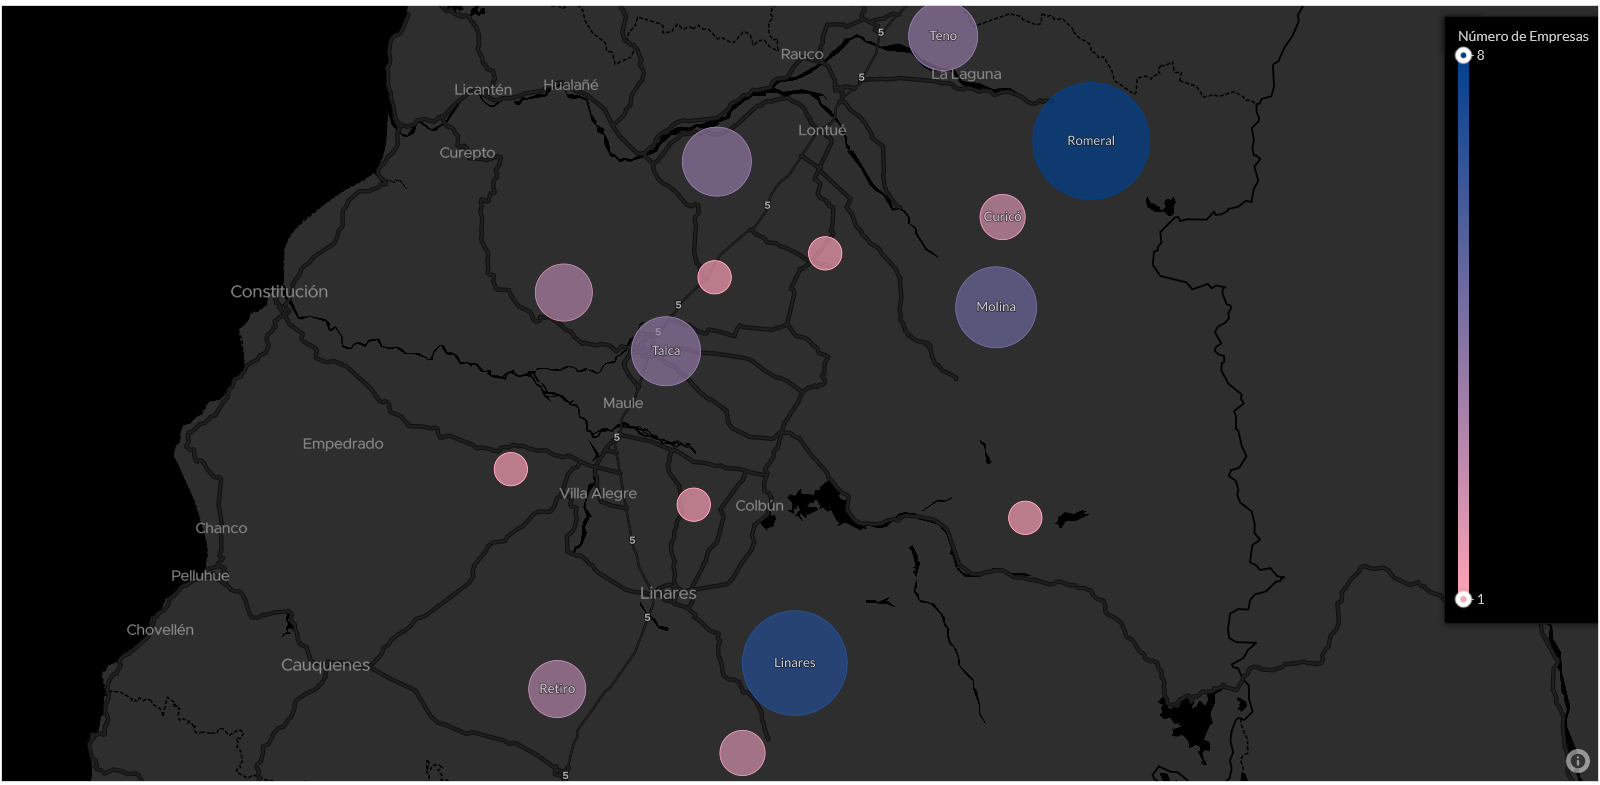 5
Teno
Número de Empresas
Rauco
8
La Laguna
5
Licantén
Hualañé
Lontué
Romeral
Curepto
5
Curicó
Constitución
5
Molina
5
Talca
Maule
5
Empedrado
Villa Alegre
Colbún
Chanco
5
Pelluhue
Linares
1
5
Chovellén
Cauquenes
Linares
Retiro
5